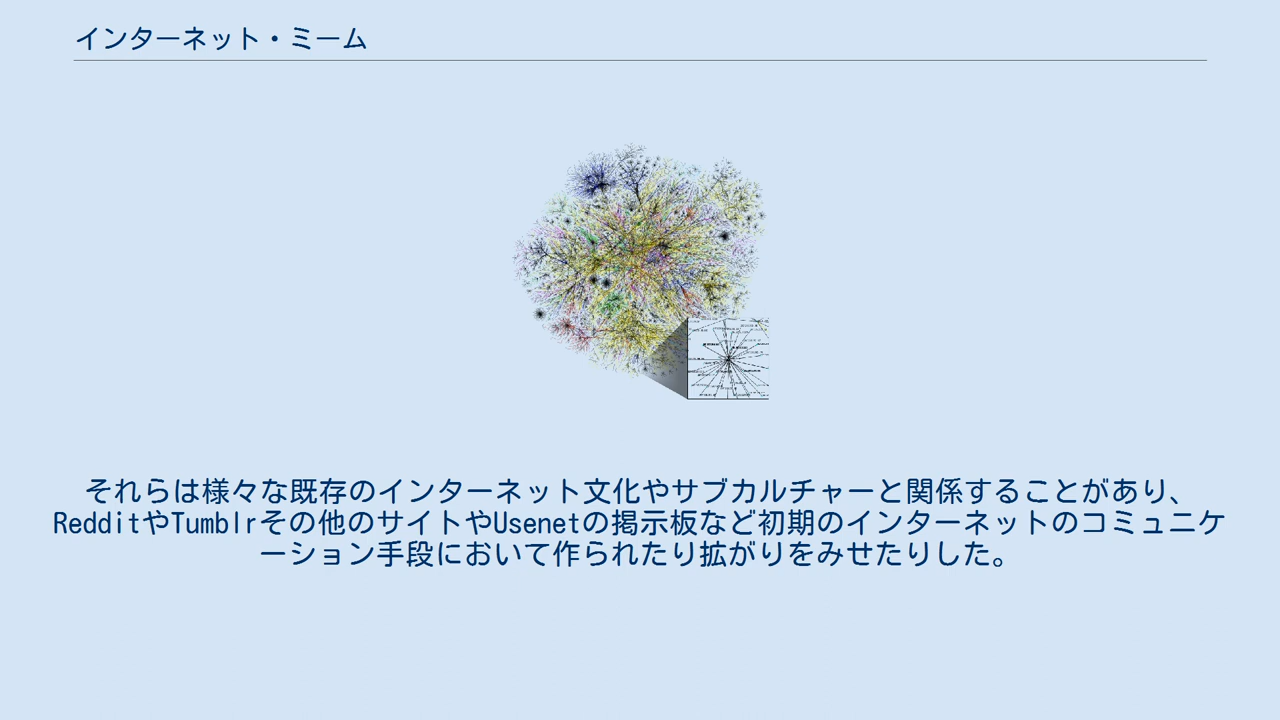 インターネット・ミーム
それらは様々な既存のインターネット文化やサブカルチャーと関係することがあり、
RedditやTumblrその他のサイトやUsenetの掲示板など初期のインターネットのコミュニケ
ーション手段において作られたり拡がりをみせたりした。